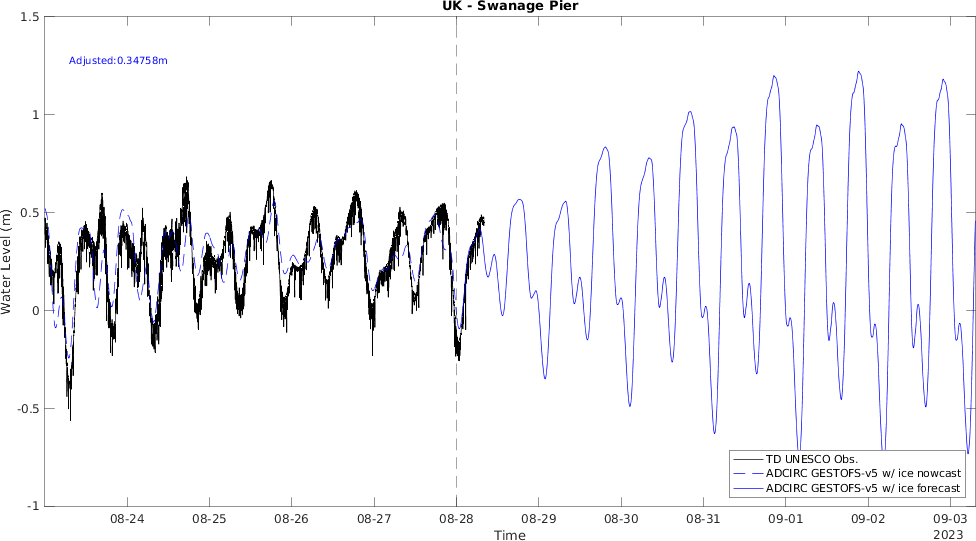 UK - Swanage Pier
1.5
Adjusted:0.34758m
1
0.5
0
-0.5
-1
Water Level (m)
TD UNESCO Obs.
ADCIRC GESTOFS-v5 w/ ice nowcast
ADCIRC GESTOFS-v5 w/ ice forecast
08-24 08-25 08-26 08-27 08-28 08-29 08-30 08-31 09-01 09-02 09-03
Time
2023